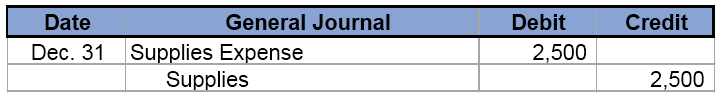 Date General Journal Debit Credit
Dec. 31 Supplies Expense 2,500
Supplies 2,500